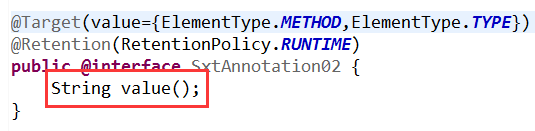 @Target(value={ElementType.METHOD,ElementType.TYPE})
@Retention(RetentionPolicy.RUNTIME)
public @interface SxtAnnotation02 {
    String value();
}